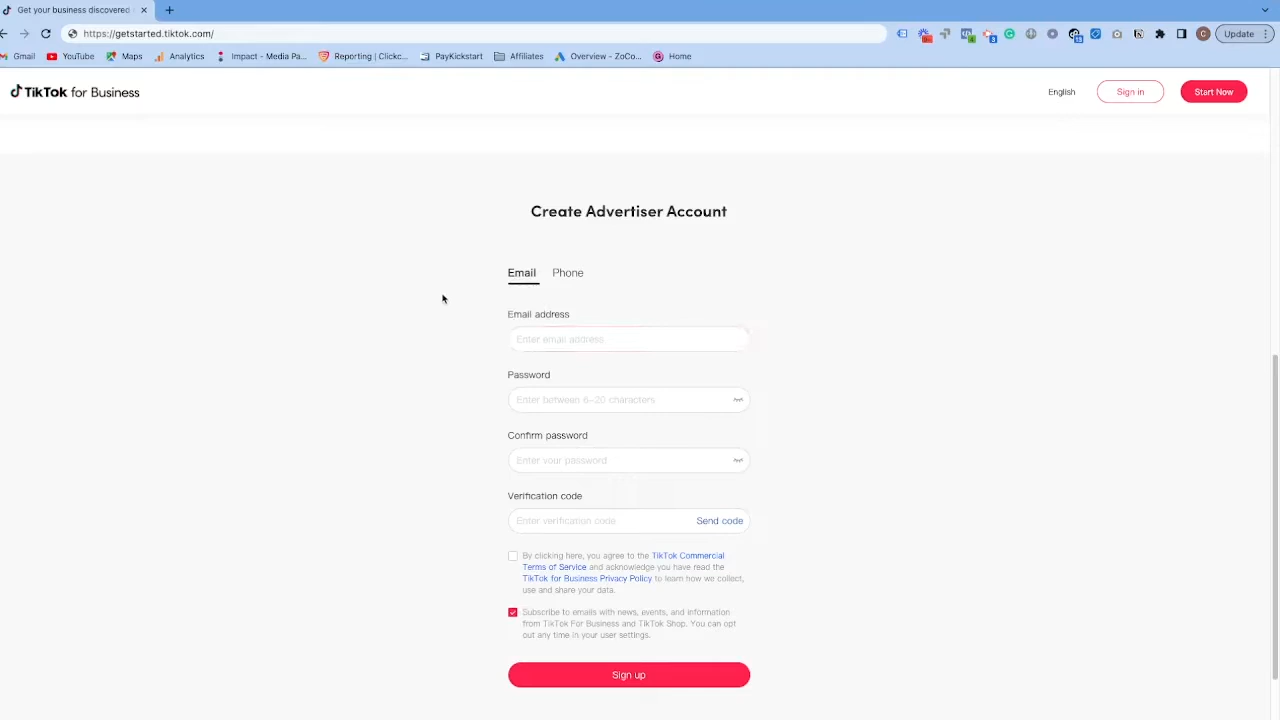 Get your business discovered
https://getstarted.tiktok.com/
Update
Gmail
YouTube
Maps
Analytics
Impact - Media Pa...
Reporting | Clickc...
PayKickstart
Affiliates
Overview - ZoCo...
Home
TikTok for Business
English
Sign in
Start Now
Create Advertiser Account
Email
Phone
Email address
Enter email address
Password
Enter between 6–20 characters
Confirm password
Enter your password
Verification code
Enter verification code
Send code
By clicking here, you agree to the TikTok Commercial
Terms of Service and acknowledge you have read the
TikTok for Business Privacy Policy to learn how we collect,
use and share your data.
Subscribe to emails with news, events, and information
from TikTok For Business and TikTok Shop. You can opt
out any time in your user settings.
Sign up